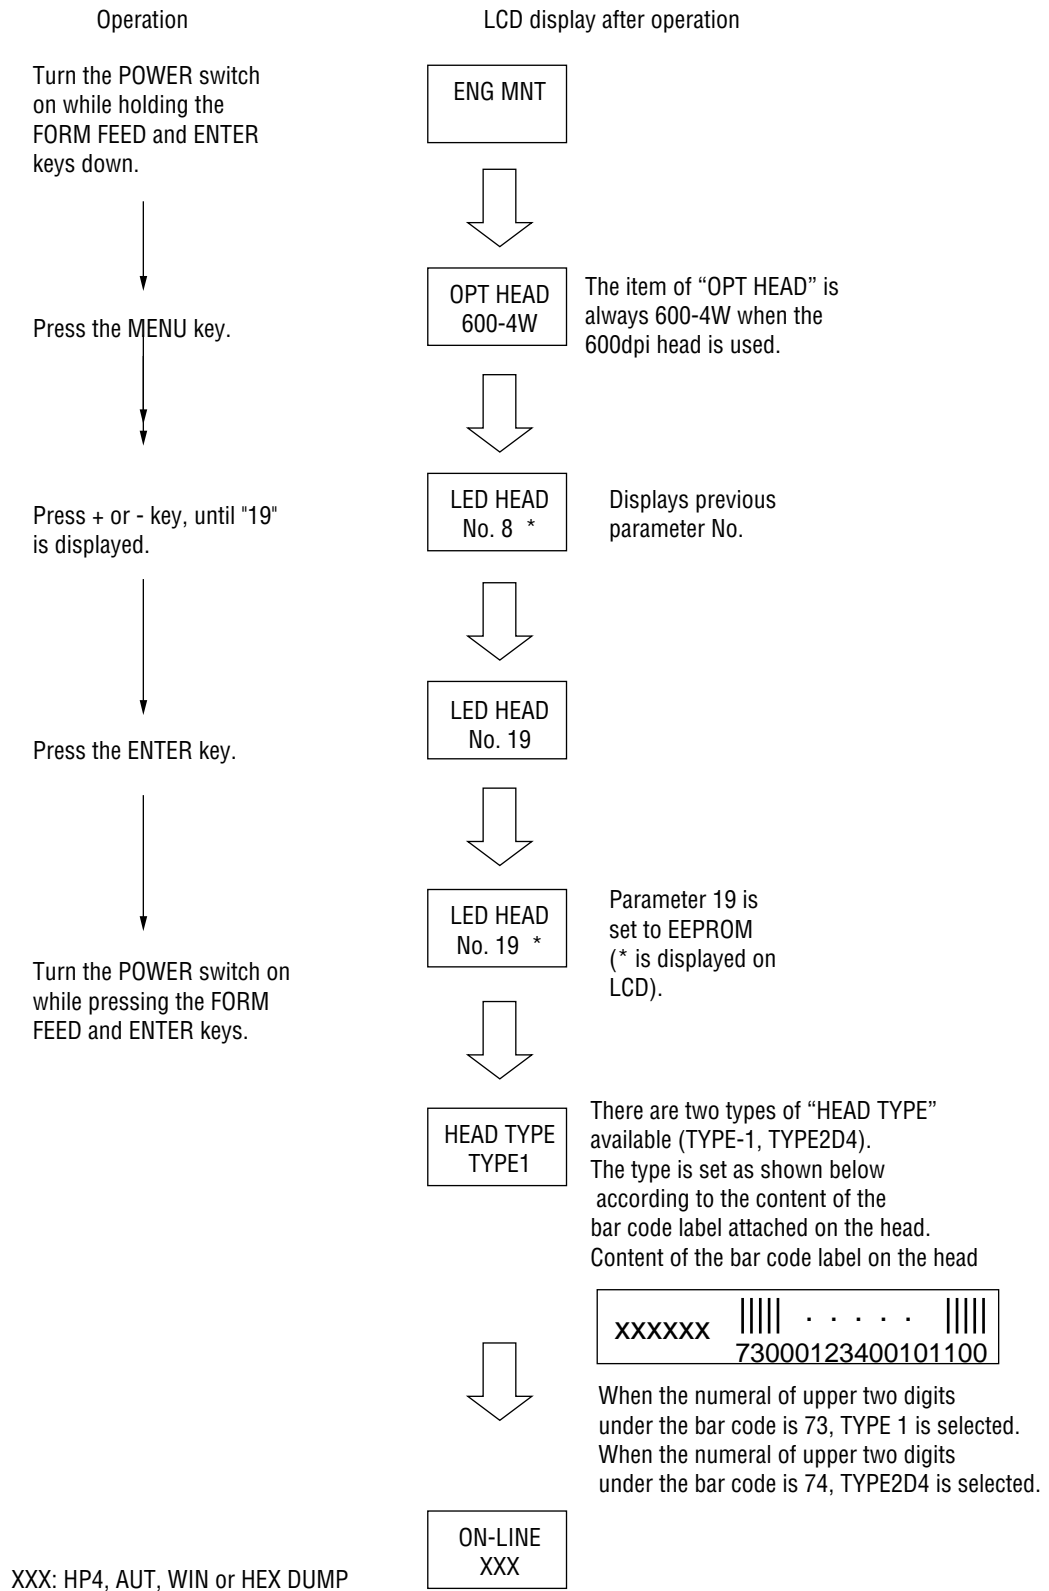 Operation
LCD display after operation
Turn the POWER switch
on while holding the
FORM FEED and ENTER
keys down.
ENG MNT
Press the MENU key.
OPT HEAD
600-4W
The item of “OPT HEAD” is
always 600-4W when the
600dpi head is used.
Press + or - key, until "19"
is displayed.
LED HEAD
No. 8 *
Displays previous
parameter No.
Press the ENTER key.
LED HEAD
No. 19
LED HEAD
No. 19 *
Parameter 19 is
set to EEPROM
(* is displayed on
LCD).
Turn the POWER switch on
while pressing the FORM
FEED and ENTER keys.
HEAD TYPE
TYPE1
There are two types of “HEAD TYPE”
available (TYPE-1, TYPE2D4).
The type is set as shown below
according to the content of the
bar code label attached on the head.
Content of the bar code label on the head
XXXXXX
73000123400101100
When the numeral of upper two digits
under the bar code is 73, TYPE 1 is selected.
When the numeral of upper two digits
under the bar code is 74, TYPE2D4 is selected.
ON-LINE
XXX
XXX: HP4, AUT, WIN or HEX DUMP